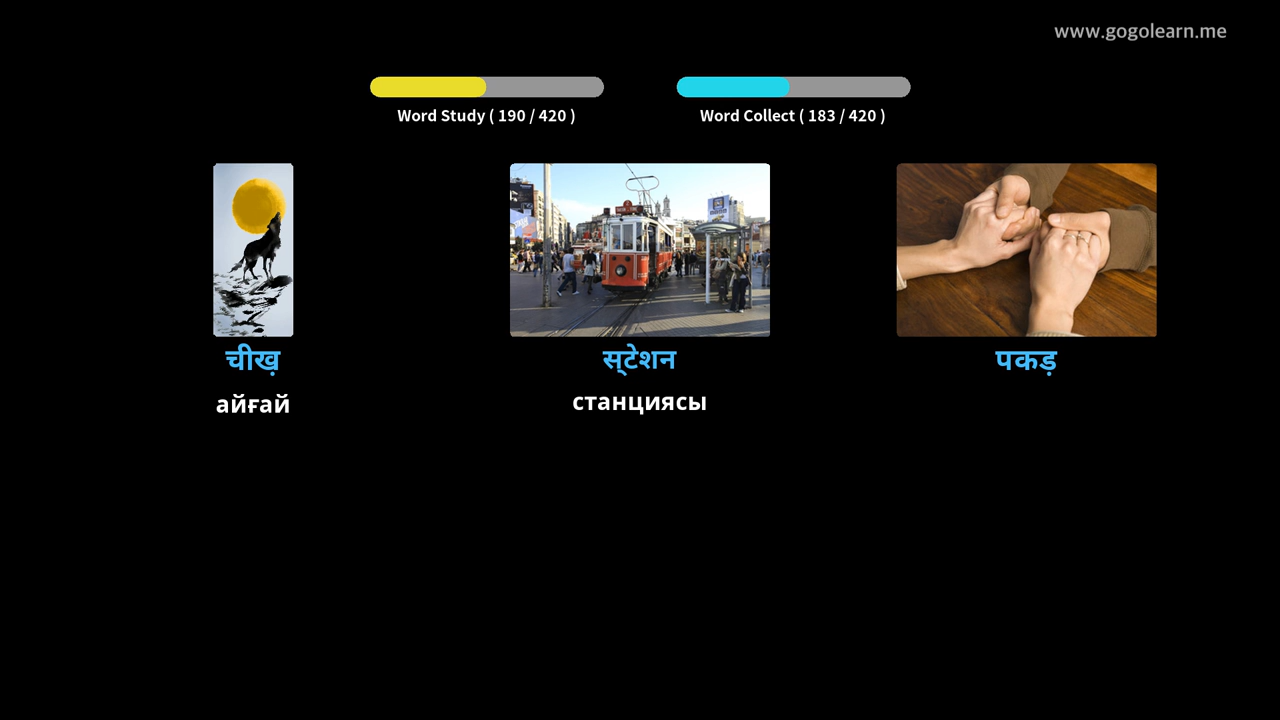 www.gogolearn.me
Word Study ( 190 / 420 )
Word Collect ( 183 / 420 )
चीख़
स्टेशन
पकड़
айғай
станциясы